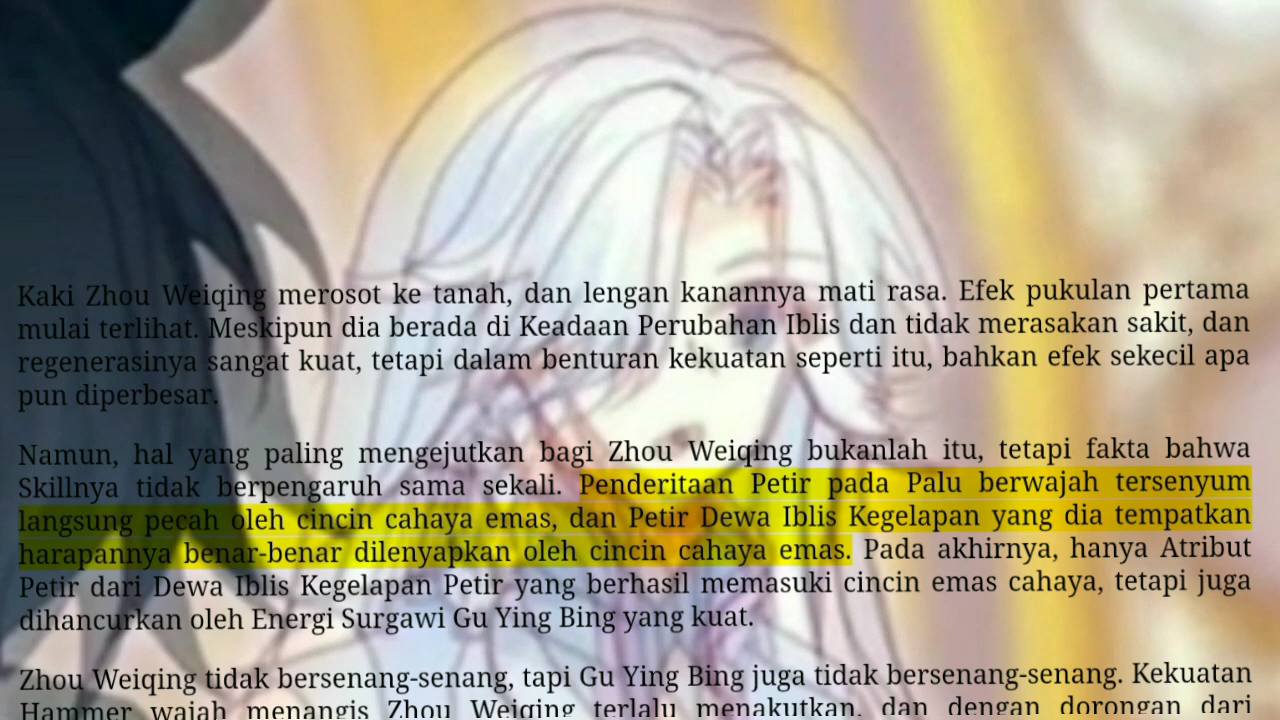 Kaki Zhou Weiqing merosot ke tanah, dan lengan kanannya mati rasa. Efek pukulan pertama
mulai terlihat. Meskipun dia berada di Keadaan Perubahan Iblis dan tidak merasakan sakit, dan
regenerasinya sangat kuat, tetapi dalam benturan kekuatan seperti itu, bahkan efek sekecil apa
pun diperbesar.
Namun, hal yang paling mengejutkan bagi Zhou Weiqing bukanlah itu, tetapi fakta bahwa
Skillnya tidak berpengaruh sama sekali. Penderitaan Petir pada Palu berwajah tersenyum
langsung pecah oleh cincin cahaya emas, dan Petir Dewa Iblis Kegelapan yang dia tempatkan
harapannya benar-benar dilenyapkan oleh cincin cahaya emas. Pada akhirnya, hanya Atribut
Petir dari Dewa Iblis Kegelapan Petir yang berhasil memasuki cincin emas cahaya, tetapi juga
dihancurkan oleh Energi Surgawi Gu Ying Bing yang kuat.
Zhou Weiqing tidak bersenang-senang, tapi Gu Ying Bing juga tidak bersenang-senang. Kekuatan
Hammer wajah menangis Zhou Weiqing terlalu menakutkan, dan dengan dorongan dari